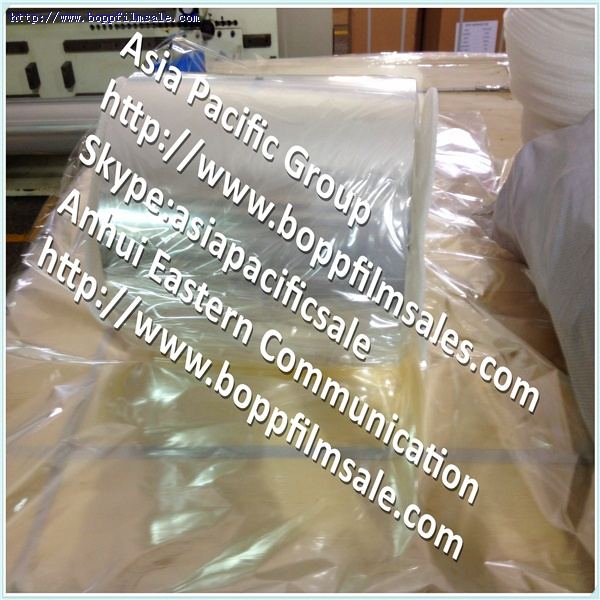 http://www.boppfilmsale.com
Asia Pacific Group
http://www.boppfilmsales.com
Skype:asiapacificsale
Anhui Eastern Communication
http://www.boppfilmsale.com